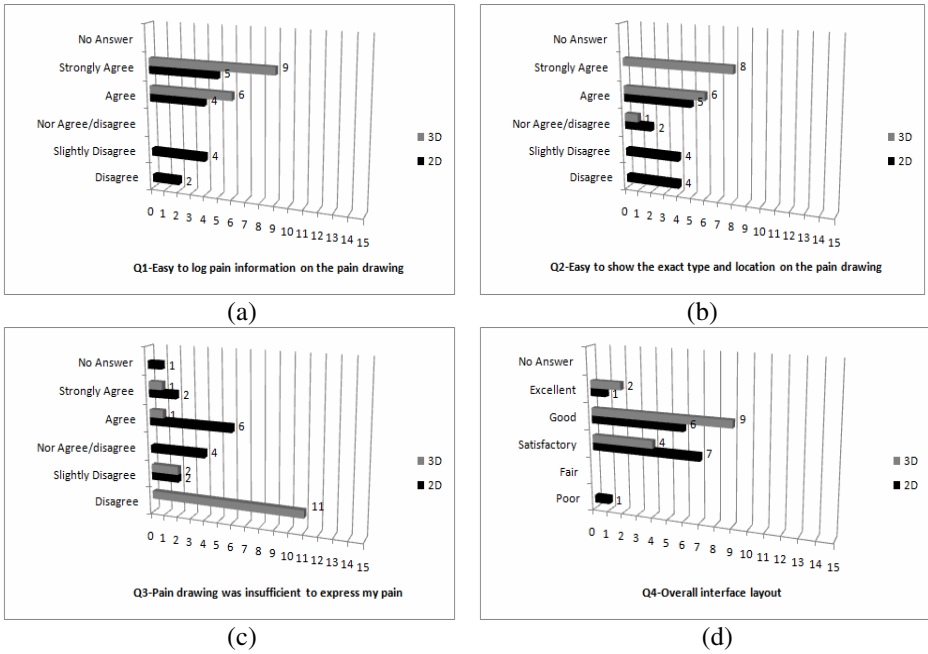 No Answer
Strongly Agree 9
5
Agree 6
4
Nor Agree/disagree
Slightly Disagree 4
Disagree 2
3D
2D
0 1 2 3 4 5 6 7 8 9 10 11 12 13 14 15
Q1-Easy to log pain information on the pain drawing
(a)
No Answer
Strongly Agree 8
Agree 6
5
Nor Agree/disagree 1
2
Slightly Disagree 4
Disagree 4
3D
2D
0 1 2 3 4 5 6 7 8 9 10 11 12 13 14 15
Q2-Easy to show the exact type and location on the pain drawing
(b)
No Answer 1
Strongly Agree 1
2
Agree 1
6
Nor Agree/disagree 4
Slightly Disagree 2
2
Disagree 11
3D
2D
0 1 2 3 4 5 6 7 8 9 10 11 12 13 14 15
Q3-Pain drawing was insufficient to express my pain
(c)
No Answer
Excellent 2
1
Good 9
6
Satisfactory 4
7
Fair
Poor 1
3D
2D
0 1 2 3 4 5 6 7 8 9 10 11 12 13 14 15
Q4-Overall interface layout
(d)